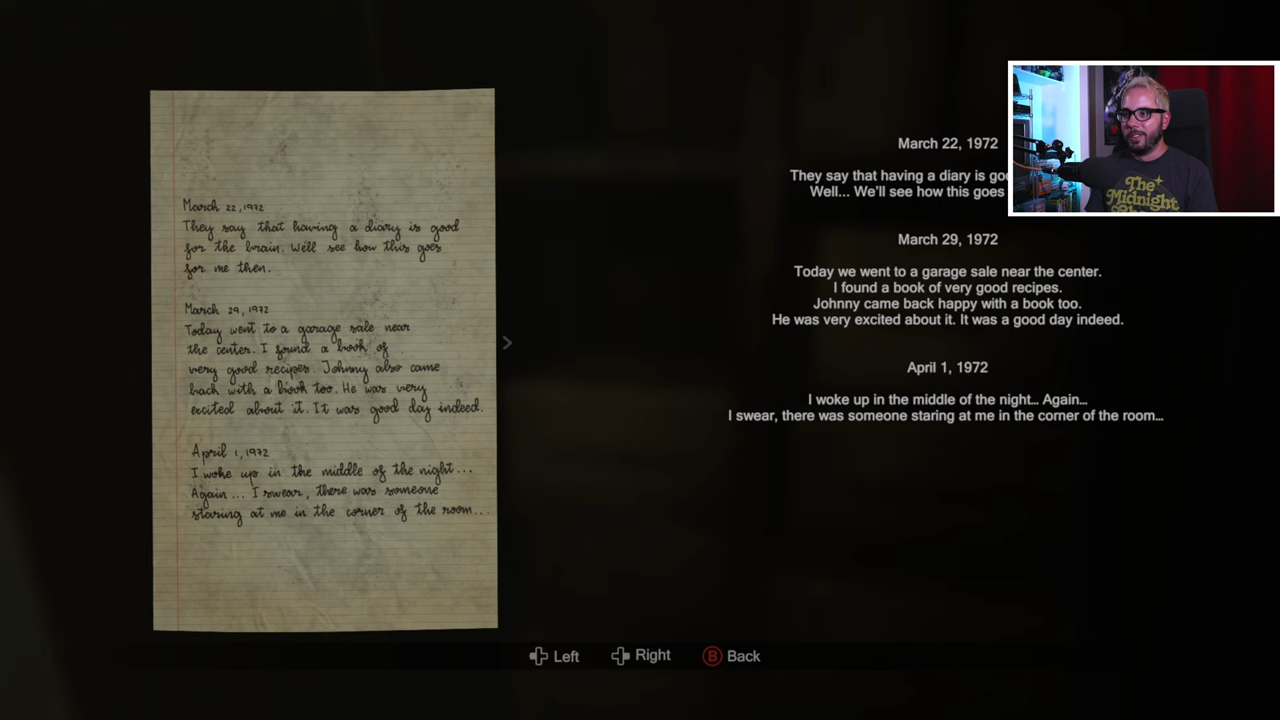 March 22, 1972
They say that having a diary is good
for the brain. We'll see how this goes
for me then.
March 29, 1972
Today went to a garage sale near
the center. I found a book of
very good recipes. Johnny also came
back with a book too. He was very
excited about it. It was good day indeed.
April 1, 1972
I woke up in the middle of the night...
Again... I swear, there was someone
staring at me in the corner of the room...
March 22, 1972
They say that having a diary is
Well... We'll see how this goes
March 29, 1972
Today we went to a garage sale near the center.
I found a book of very good recipes.
Johnny came back happy with a book too.
He was very excited about it. It was a good day indeed.
April 1, 1972
I woke up in the middle of the night... Again...
I swear, there was someone staring at me in the corner of the room...
The
Midnight
Left
Right
B Back